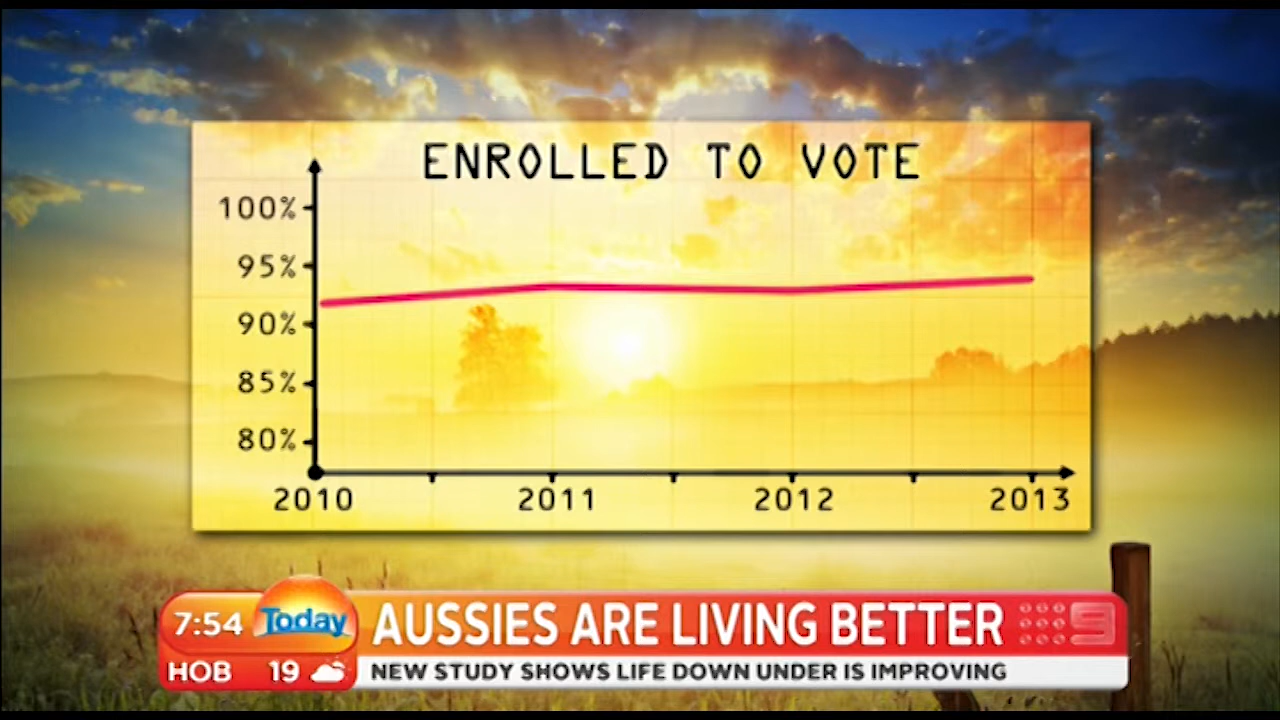 ENROLLED TO VOTE
100%
95%
90%
85%
80%
2010 2011 2012 2013
7:54 Today AUSSIES ARE LIVING BETTER 9
HOB 19 NEW STUDY SHOWS LIFE DOWN UNDER IS IMPROVING